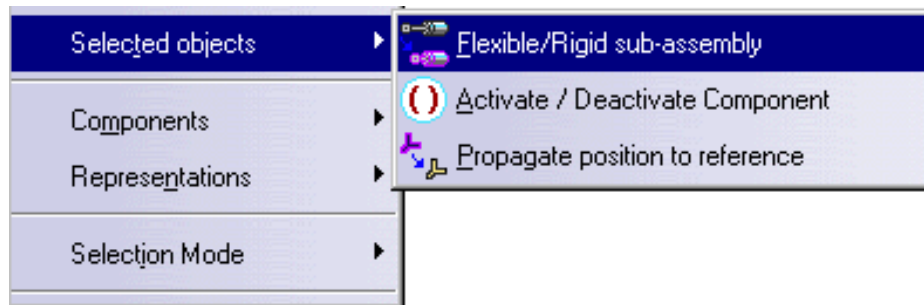 Selected objects
Flexible/Rigid sub-assembly
Activate / Deactivate Component
Propagate position to reference
Components
Representations
Selection Mode